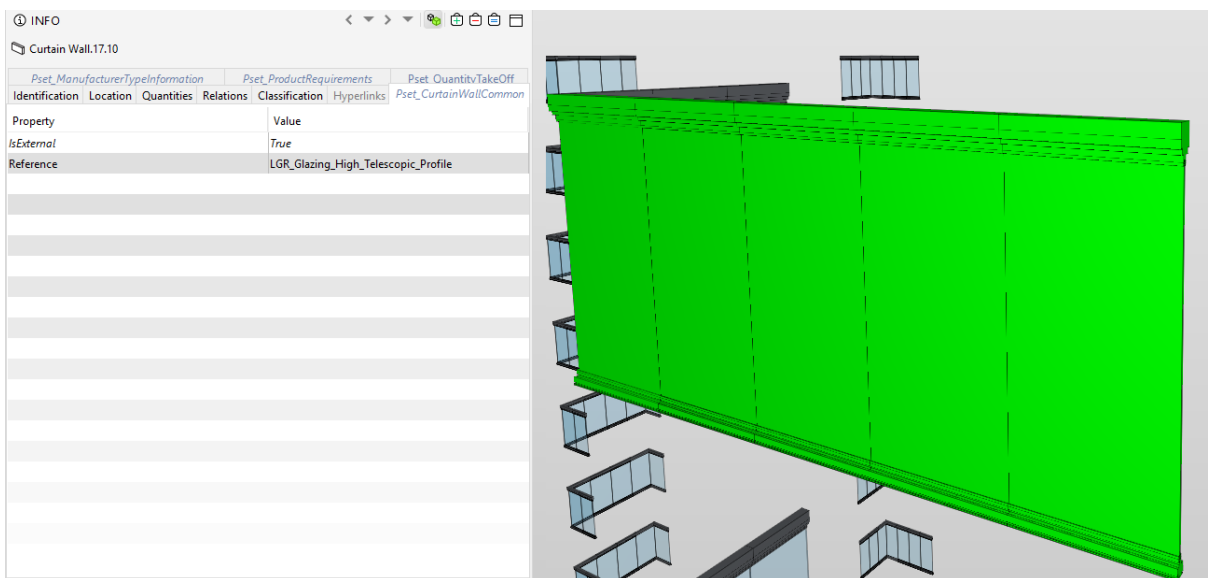 INFO
Curtain Wall.17.10
Pset_ManufacturerTypeInformation Pset_ProductRequirements Pset_QuantityTakeOff
Identification Location Quantities Relations Classification Hyperlinks Pset_CurtainWallCommon
Property Value
IsExternal True
Reference LGR_Glazing_High_Telescopic_Profile